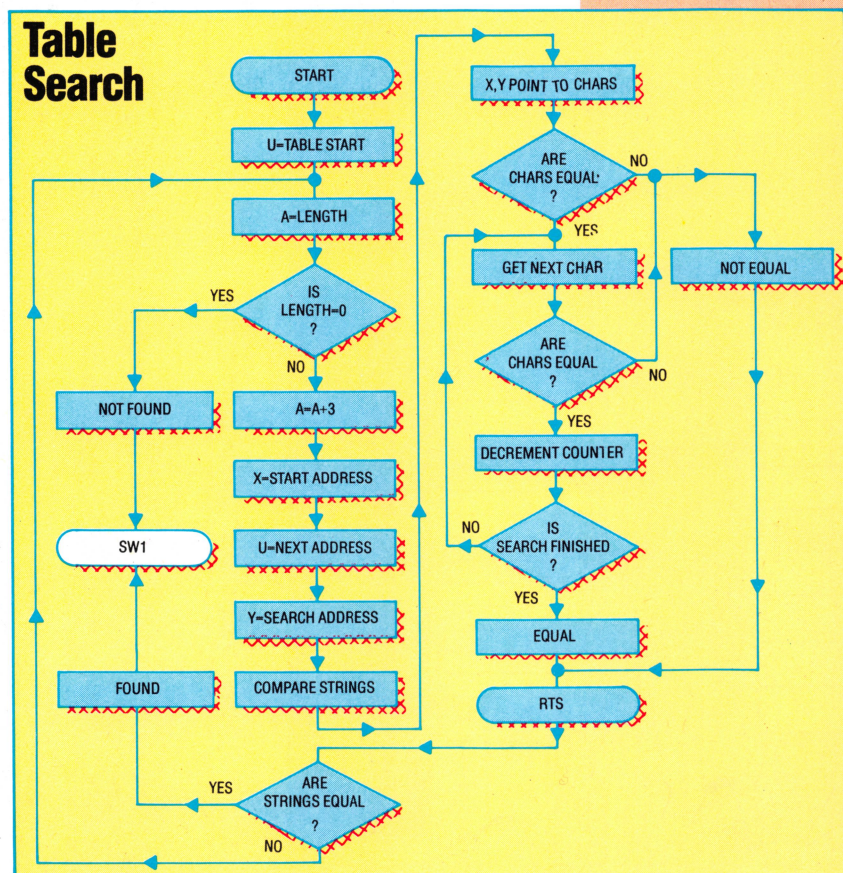 Table
Search
START
U=TABLE START
A=LENGTH
IS
LENGTH=0
?
YES
NO
NOT FOUND
A=A+3
X=START ADDRESS
SW1
U=NEXT ADDRESS
Y=SEARCH ADDRESS
FOUND
COMPARE STRINGS
YES
ARE
STRINGS EQUAL
?
NO
X,Y POINT TO CHARS
ARE
CHARS EQUAL
?
NO
YES
GET NEXT CHAR
NOT EQUAL
ARE
CHARS EQUAL
?
NO
YES
DECREMENT COUNTER
IS
SEARCH FINISHED
?
NO
YES
EQUAL
RTS